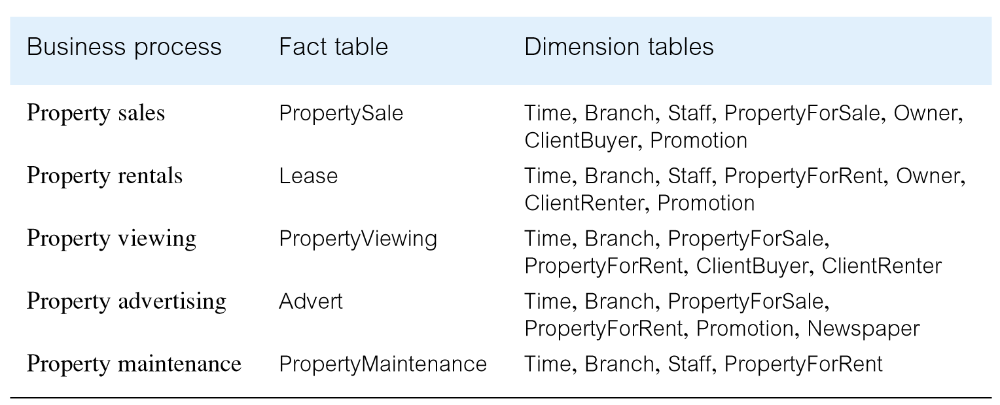 Business process Fact table Dimension tables
Property sales PropertySale Time, Branch, Staff, PropertyForSale, Owner,
ClientBuyer, Promotion
Property rentals Lease Time, Branch, Staff, PropertyForRent, Owner,
ClientRenter, Promotion
Property viewing PropertyViewing Time, Branch, PropertyForSale,
PropertyForRent, ClientBuyer, ClientRenter
Property advertising Advert Time, Branch, PropertyForSale,
PropertyForRent, Promotion, Newspaper
Property maintenance PropertyMaintenance Time, Branch, Staff, PropertyForRent